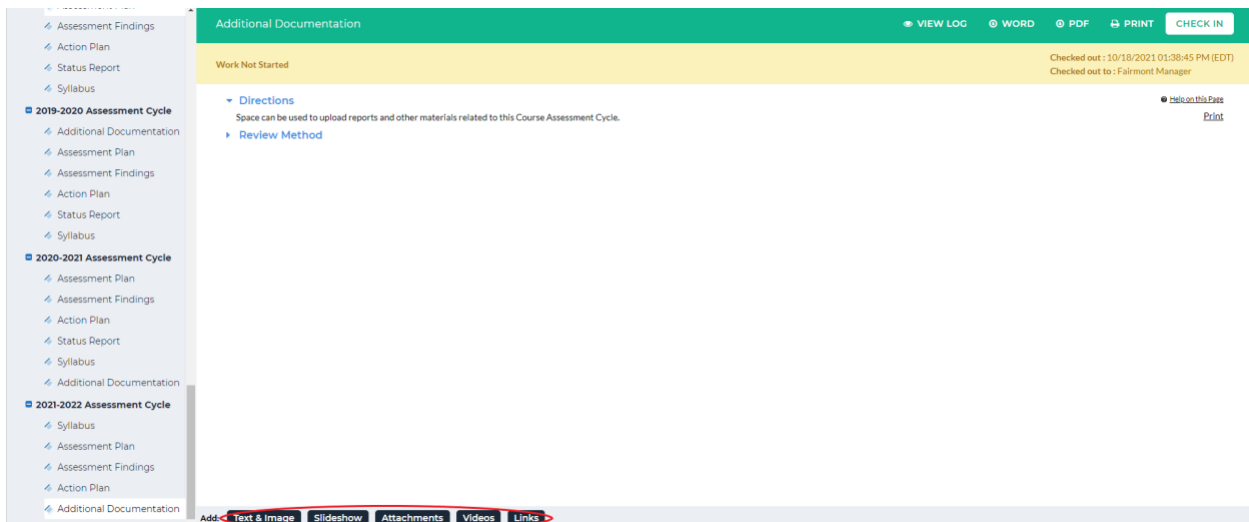 Assessment Findings
Action Plan
Status Report
Syllabus
2019-2020 Assessment Cycle
Additional Documentation
Assessment Plan
Assessment Findings
Action Plan
Status Report
Syllabus
2020-2021 Assessment Cycle
Assessment Plan
Assessment Findings
Action Plan
Status Report
Syllabus
Additional Documentation
2021-2022 Assessment Cycle
Syllabus
Assessment Plan
Assessment Findings
Action Plan
Additional Documentation
Additional Documentation
VIEW LOG WORD PDF PRINT CHECK IN
Work Not Started
Checked out : 10/18/2021 01:38:45 PM (EDT)
Checked out to : Fairmont Manager
Directions
Help on this Page
Space can be used to upload reports and other materials related to this Course Assessment Cycle.
Print
Review Method
Add: Text & Image Slideshow Attachments Videos Links